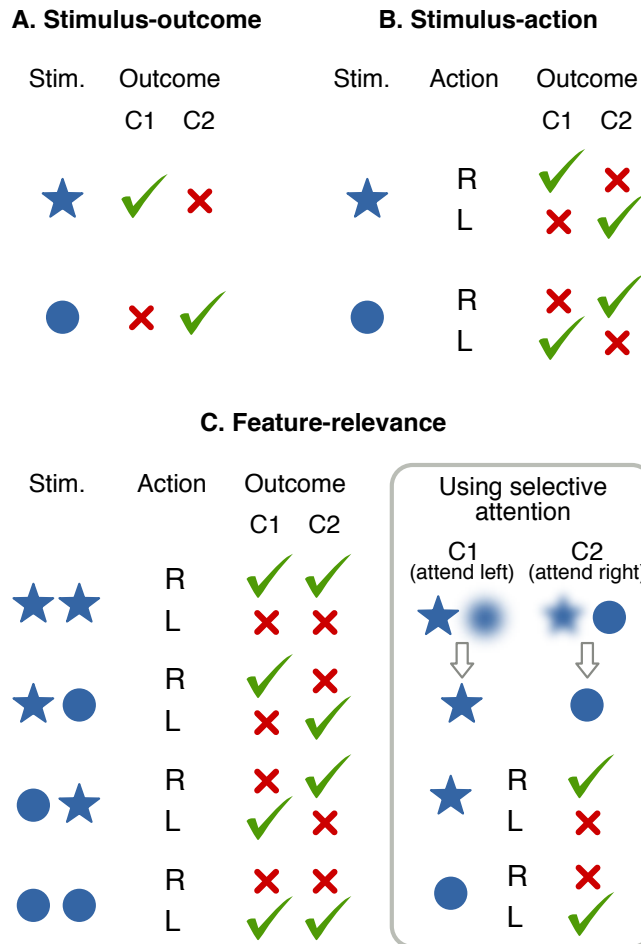 A. Stimulus-outcome
Stim. Outcome
C1 C2
B. Stimulus-action
Stim. Action Outcome
C1 C2
R
L
R
L
C. Feature-relevance
Stim. Action Outcome
C1 C2
R
L
R
L
R
L
R
L
Using selective
attention
C1 C2
(attend left) (attend right)
R
L
R
L